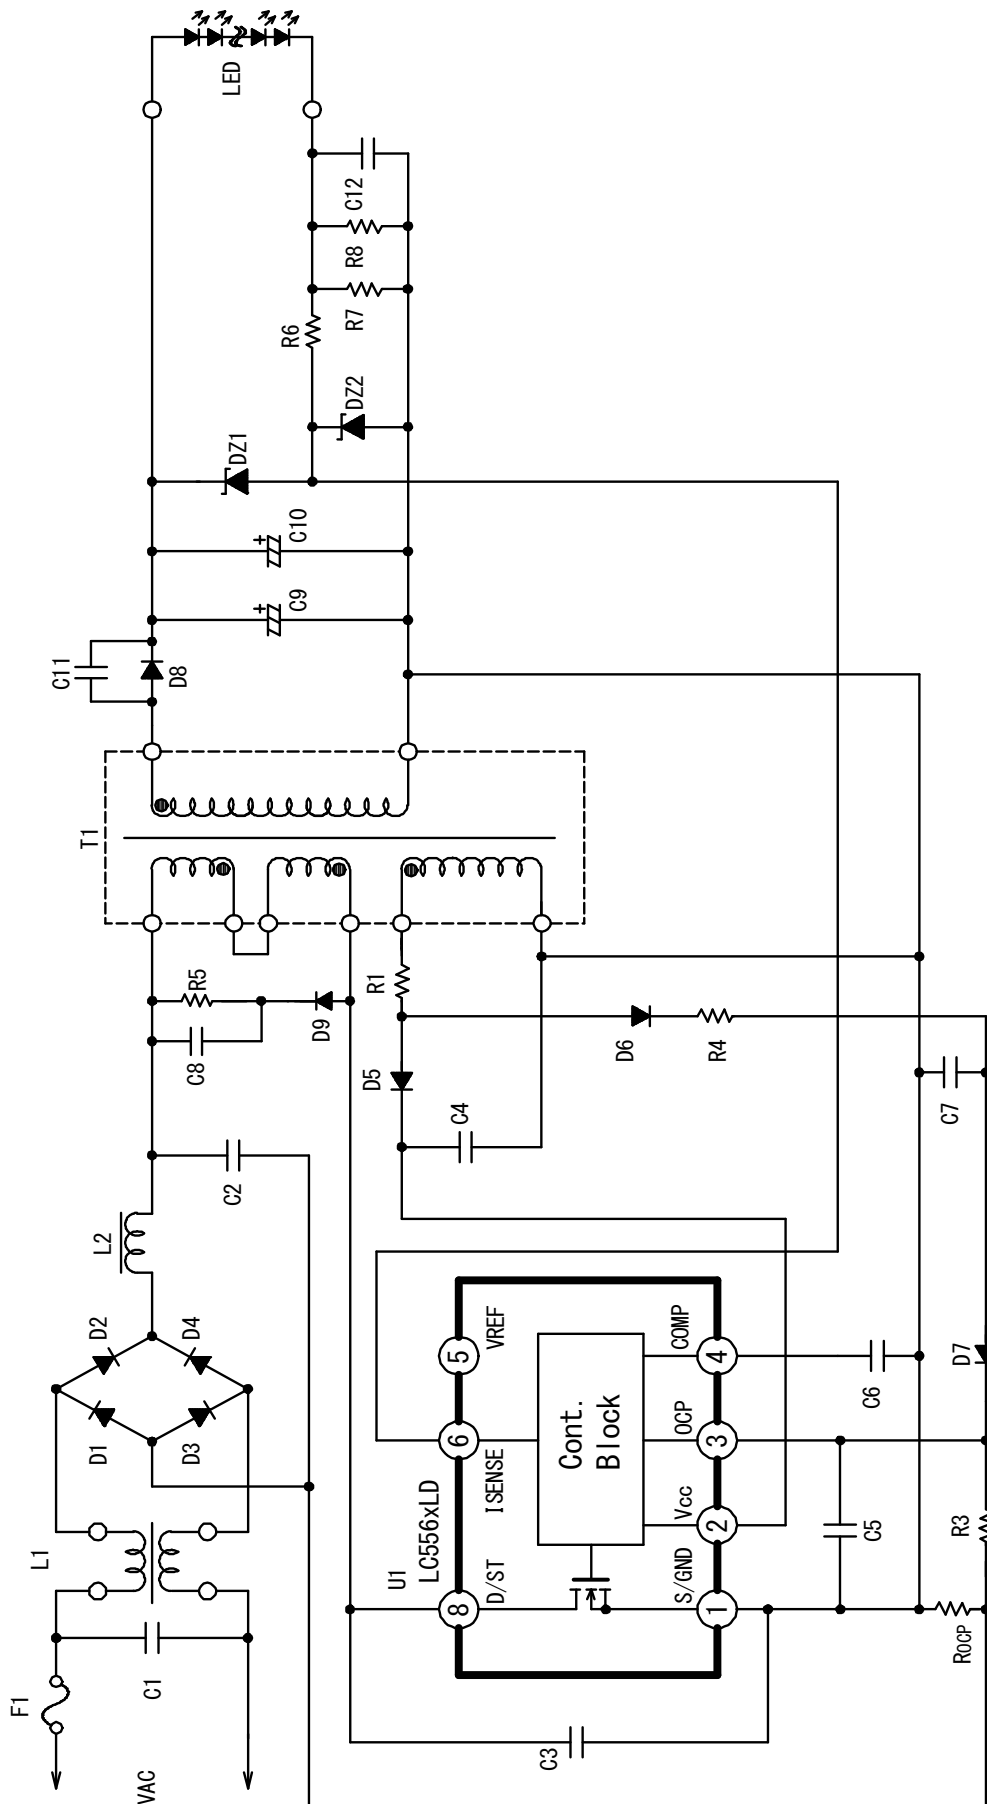 F1
VAC
C1
L1
D1
D2
D3
D4
L2
C2
C8
R5
D9
T1
C11
D8
C9
C10
DZ1
DZ2
R6
R7
R8
C12
LED
R1
D5
C4
D6
R4
C7
U1
LC556xLD
D/ST
8
ISENSE
6
VREF
5
Cont.
Block
S/GND
1
Vcc
2
OCP
3
COMP
4
C3
C5
C6
D7
R3
ROCP